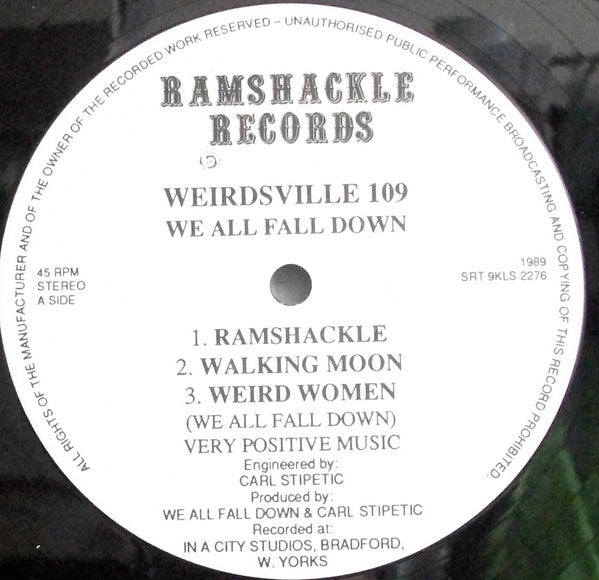 ALL RIGHTS OF THE MANUFACTURER AND OF THE OWNER OF THE RECORDED WORK RESERVED – UNAUTHORISED PUBLIC PERFORMANCE BROADCASTING AND COPYING OF THIS RECORD PROHIBITED.
RAMSHACKLE
RECORDS
WEIRDSVILLE 109
WE ALL FALL DOWN
45 RPM
STEREO
A SIDE
1989
SRT 9KLS 2276
1. RAMSHACKLE
2. WALKING MOON
3. WEIRD WOMEN
(WE ALL FALL DOWN)
VERY POSITIVE MUSIC
Engineered by:
CARL STIPETIC
Produced by:
WE ALL FALL DOWN & CARL STIPETIC
Recorded at:
IN A CITY STUDIOS, BRADFORD,
W. YORKS